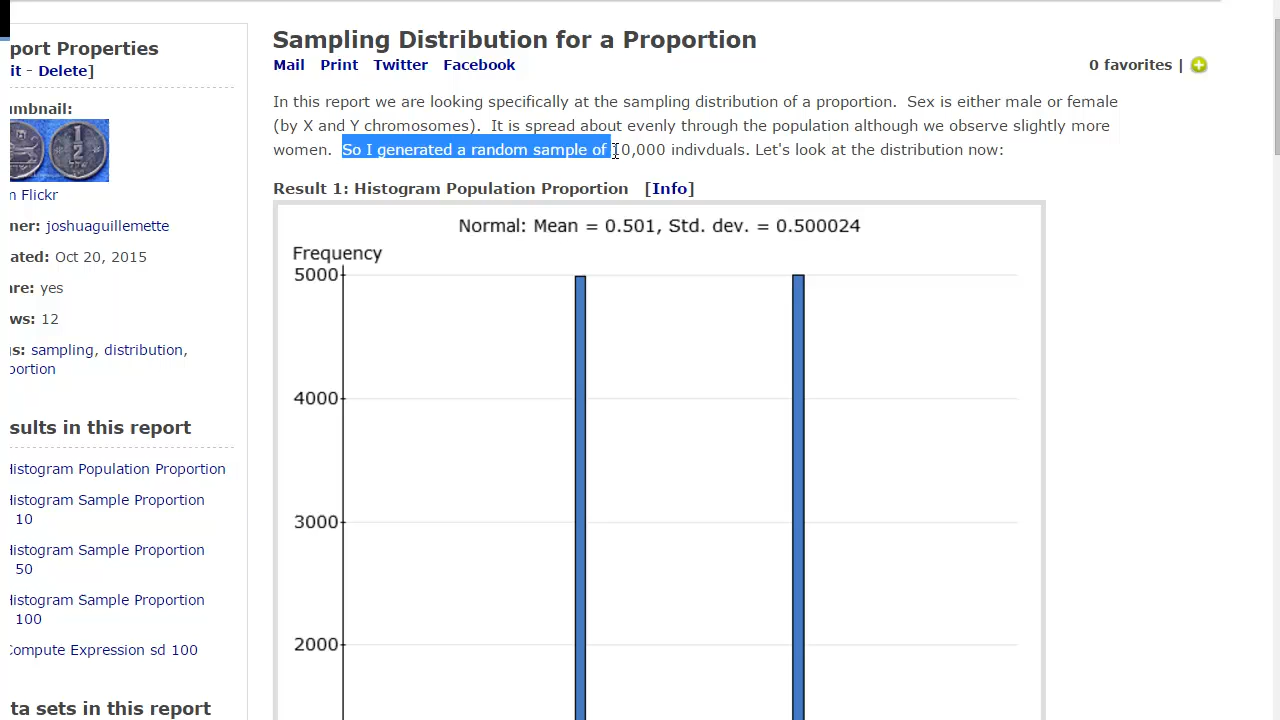 port Properties
it - Delete]
umbnail:
n Flickr
ner: joshuaguillemette
ated: Oct 20, 2015
are: yes
ws: 12
s: sampling, distribution,
portion
sults in this report
Histogram Population Proportion
Histogram Sample Proportion
10
Histogram Sample Proportion
50
Histogram Sample Proportion
100
Compute Expression sd 100
ta sets in this report
Sampling Distribution for a Proportion
Mail Print Twitter Facebook
0 favorites |
In this report we are looking specifically at the sampling distribution of a proportion. Sex is either male or female
(by X and Y chromosomes). It is spread about evenly through the population although we observe slightly more
women. So I generated a random sample of 10,000 indivduals. Let's look at the distribution now:
Result 1: Histogram Population Proportion [Info]
Normal: Mean = 0.501, Std. dev. = 0.500024
Frequency
5000
4000
3000
2000